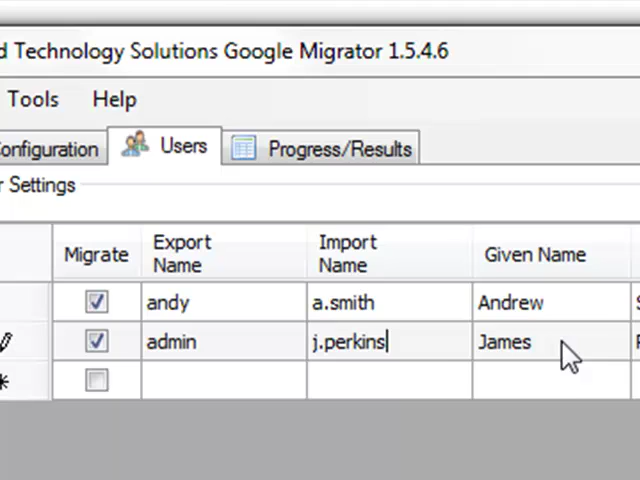 d Technology Solutions Google Migrator 1.5.4.6
Tools Help
onfiguration Users Progress/Results
r Settings
Migrate Export Name Import Name Given Name
andy a.smith Andrew
admin j.perkins James